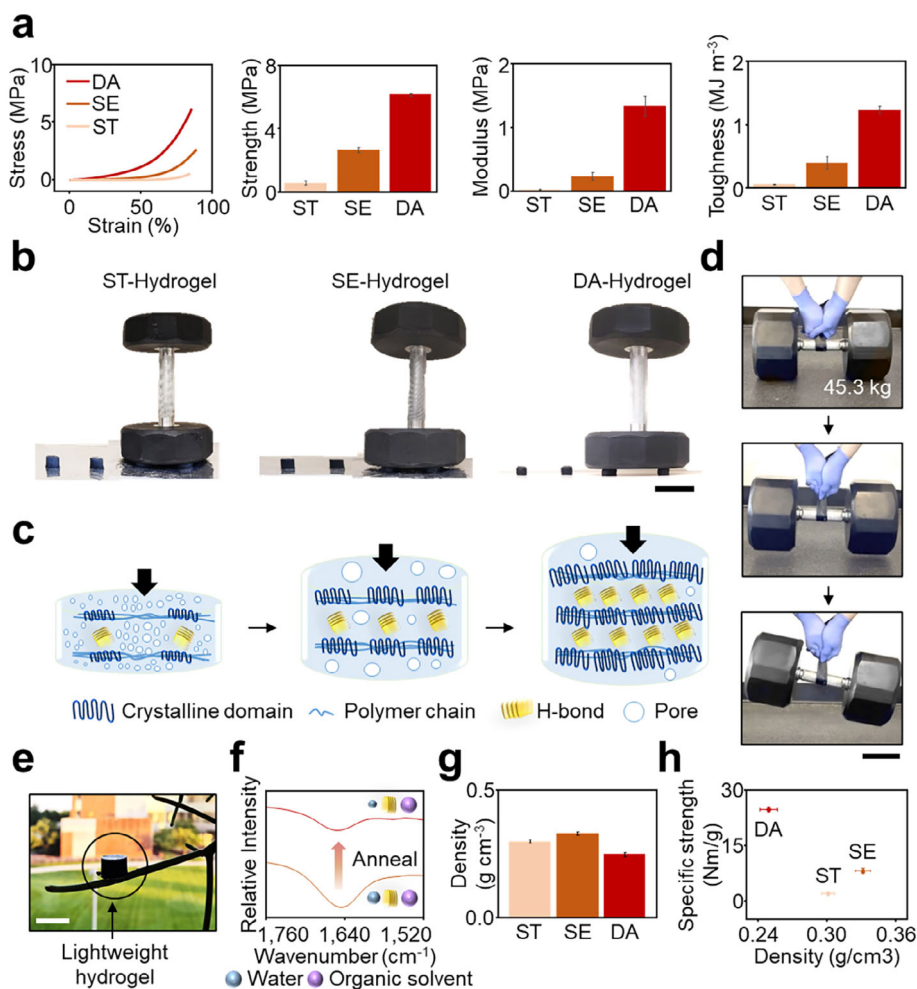 a
Stress (MPa)
10
5
0
DA
SE
ST
0 50 100
Strain (%)
Strength (MPa)
8
4
0
ST SE DA
Modulus (MPa)
2
1
0
ST SE DA
Toughness (MJ m⁻³)
2
1
0
ST SE DA
b
ST-Hydrogel SE-Hydrogel DA-Hydrogel
d
45.3 kg
c
Crystalline domain Polymer chain H-bond Pore
e
Lightweight
hydrogel
f
Relative Intensity
Anneal
1,760 1,640 1,520
Wavenumber (cm⁻¹)
Water Organic solvent
g
Density
(g cm⁻³)
0.5
0.0
ST SE DA
h
Specific strength
(Nm/g)
30
15
0
DA
ST
SE
0.24 0.30 0.36
Density (g/cm3)